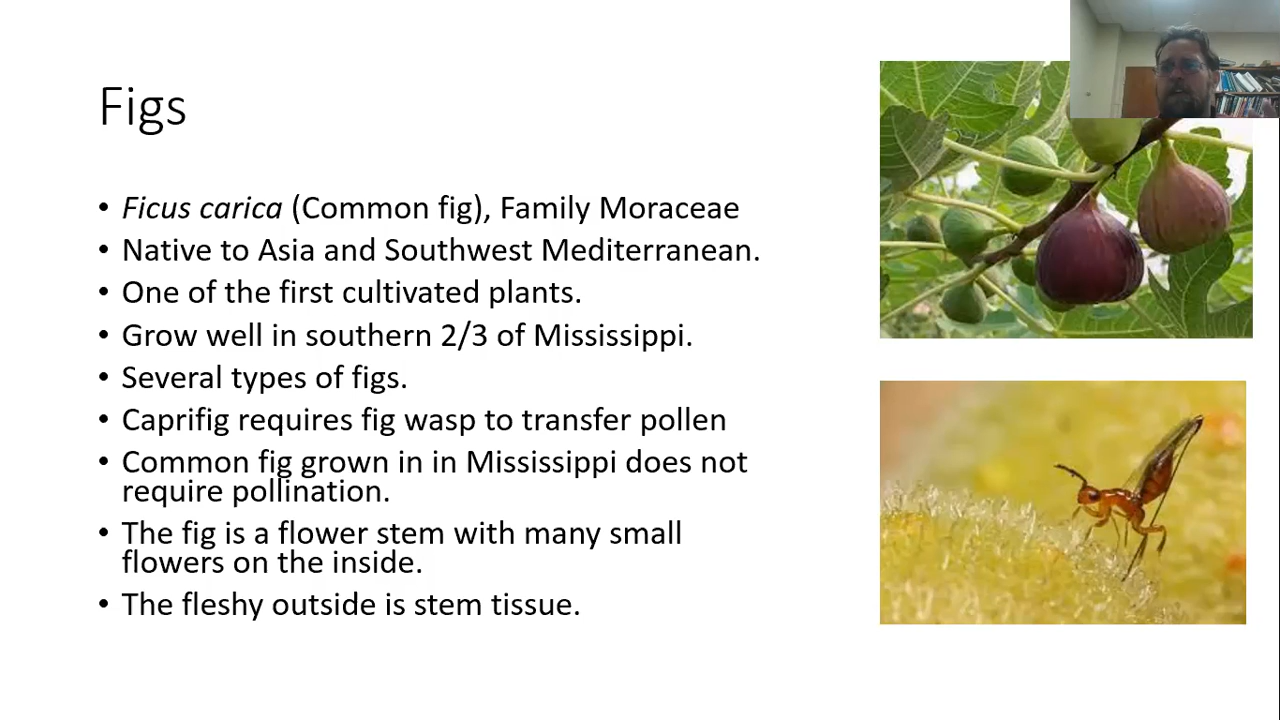 Figs
• Ficus carica (Common fig), Family Moraceae
• Native to Asia and Southwest Mediterranean.
• One of the first cultivated plants.
• Grow well in southern 2/3 of Mississippi.
• Several types of figs.
• Caprifig requires fig wasp to transfer pollen
• Common fig grown in in Mississippi does not
require pollination.
• The fig is a flower stem with many small
flowers on the inside.
• The fleshy outside is stem tissue.